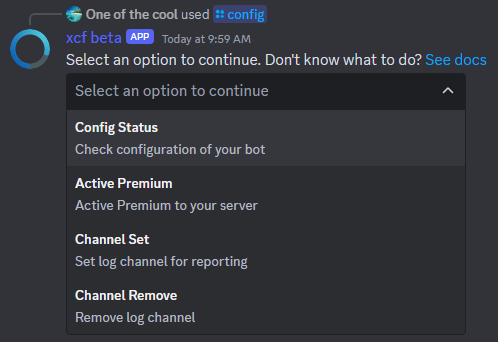 One of the cool used config
xcf beta APP Today at 9:59 AM
Select an option to continue. Don't know what to do? See docs
Select an option to continue
Config Status
Check configuration of your bot
Active Premium
Active Premium to your server
Channel Set
Set log channel for reporting
Channel Remove
Remove log channel